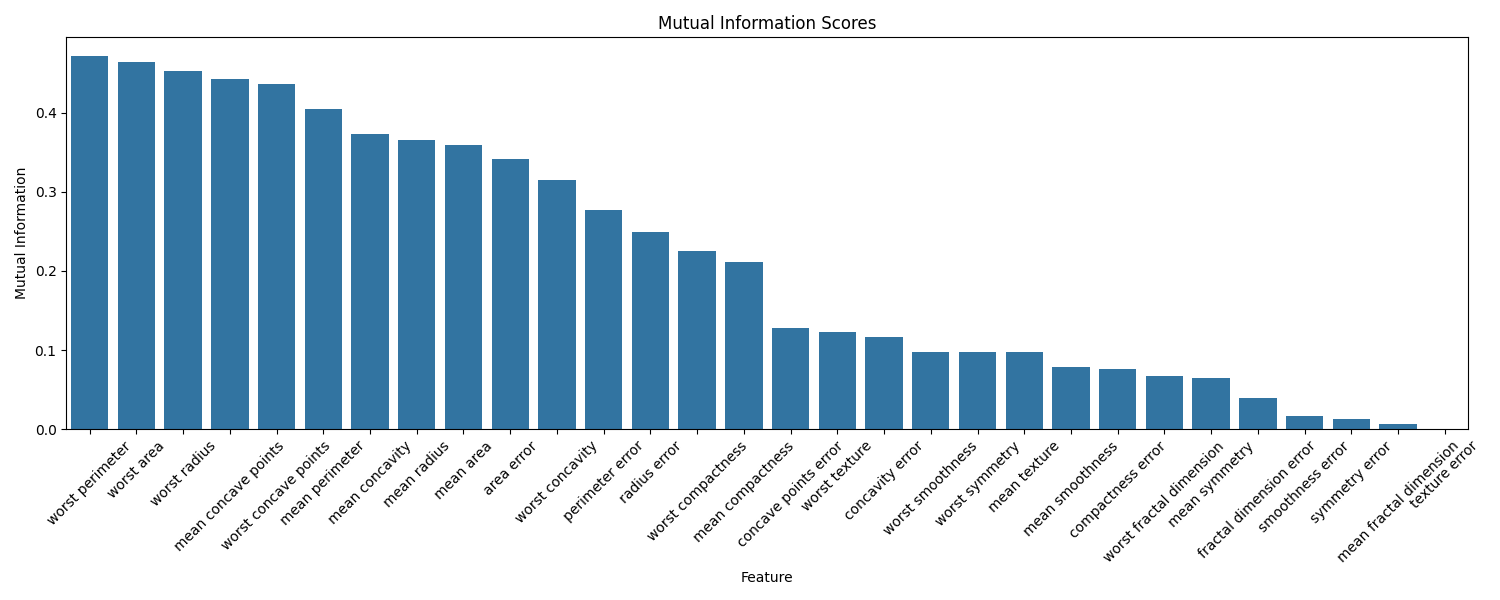 Mutual Information Scores
Mutual Information
0.4
0.3
0.2
0.1
0.0
worst perimeter
worst area
worst radius
mean concave points
worst concave points
mean perimeter
mean concavity
mean radius
mean area
area error
worst concavity
perimeter error
radius error
worst compactness
mean compactness
concave points error
worst texture
concavity error
worst smoothness
worst symmetry
mean texture
mean smoothness
compactness error
worst fractal dimension
mean symmetry
fractal dimension error
smoothness error
symmetry error
mean fractal dimension
texture error
Feature